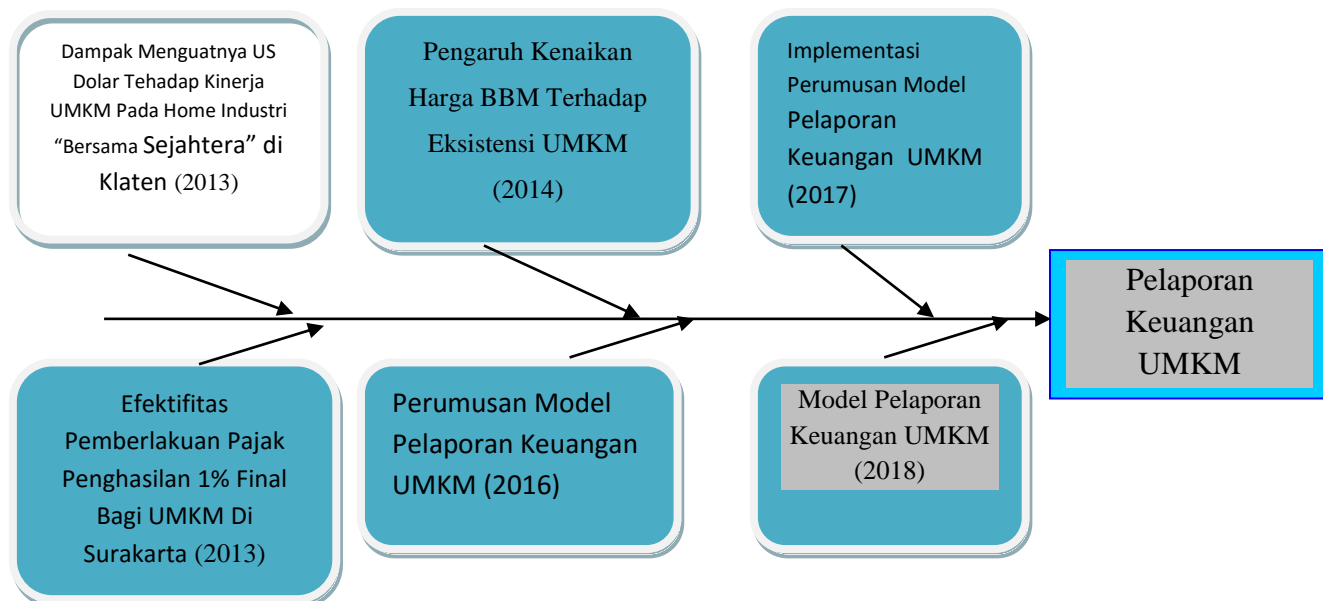 Dampak Menguatnya US
Dolar Tehadap Kinerja
UMKM Pada Home Industri
“Bersama Sejahtera” di
Klaten (2013)
Pengaruh Kenaikan
Harga BBM Terhadap
Eksistensi UMKM
(2014)
Implementasi
Perumusan Model
Pelaporan
Keuangan UMKM
(2017)
Pelaporan
Keuangan
UMKM
Efektifitas
Pemberlakuan Pajak
Penghasilan 1% Final
Bagi UMKM Di
Surakarta (2013)
Perumusan Model
Pelaporan Keuangan
UMKM (2016)
Model Pelaporan
Keuangan UMKM
(2018)